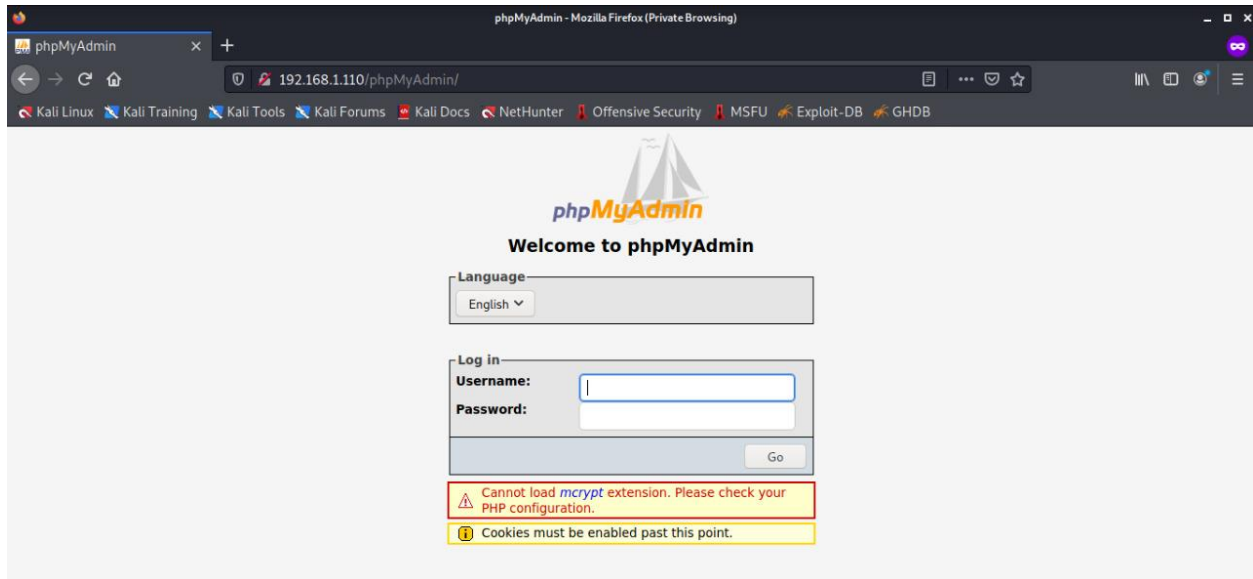 phpMyAdmin - Mozilla Firefox (Private Browsing)
phpMyAdmin
192.168.1.110/phpMyAdmin/
Kali Linux Kali Training Kali Tools Kali Forums Kali Docs NetHunter Offensive Security MSFU Exploit-DB GHDB
phpMyAdmin
Welcome to phpMyAdmin
Language
English
Log in
Username:
Password:
Go
Cannot load mcrypt extension. Please check your
PHP configuration.
Cookies must be enabled past this point.